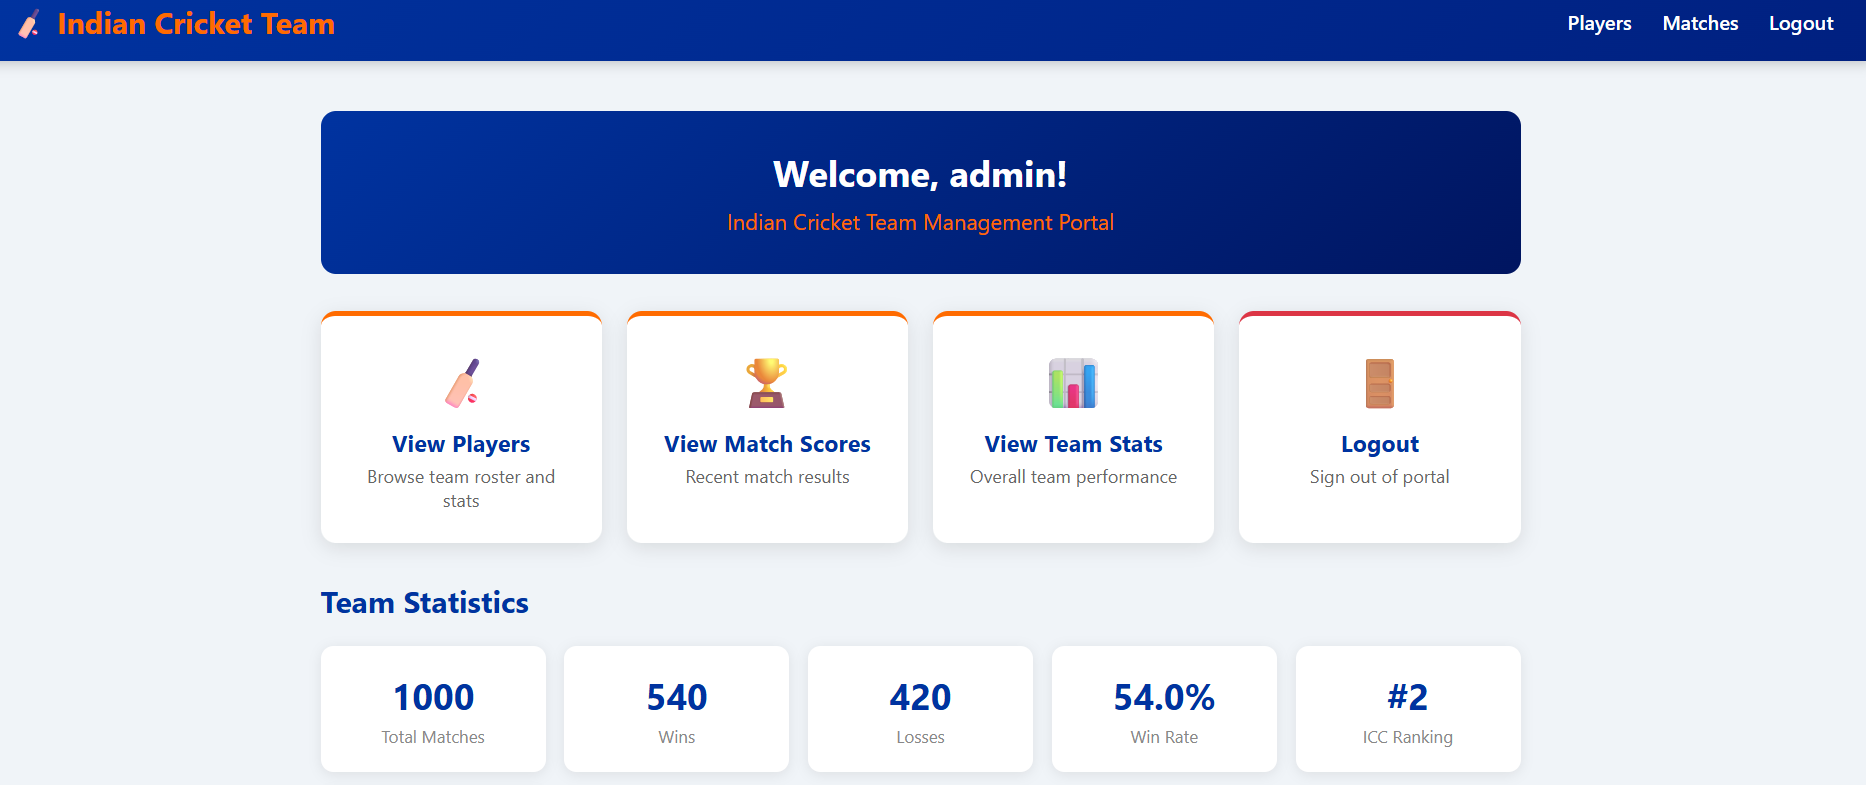 Indian Cricket Team
Players Matches Logout
Welcome, admin!
Indian Cricket Team Management Portal
View Players
Browse team roster and
stats
View Match Scores
Recent match results
View Team Stats
Overall team performance
Logout
Sign out of portal
Team Statistics
1000
Total Matches
540
Wins
420
Losses
54.0%
Win Rate
#2
ICC Ranking